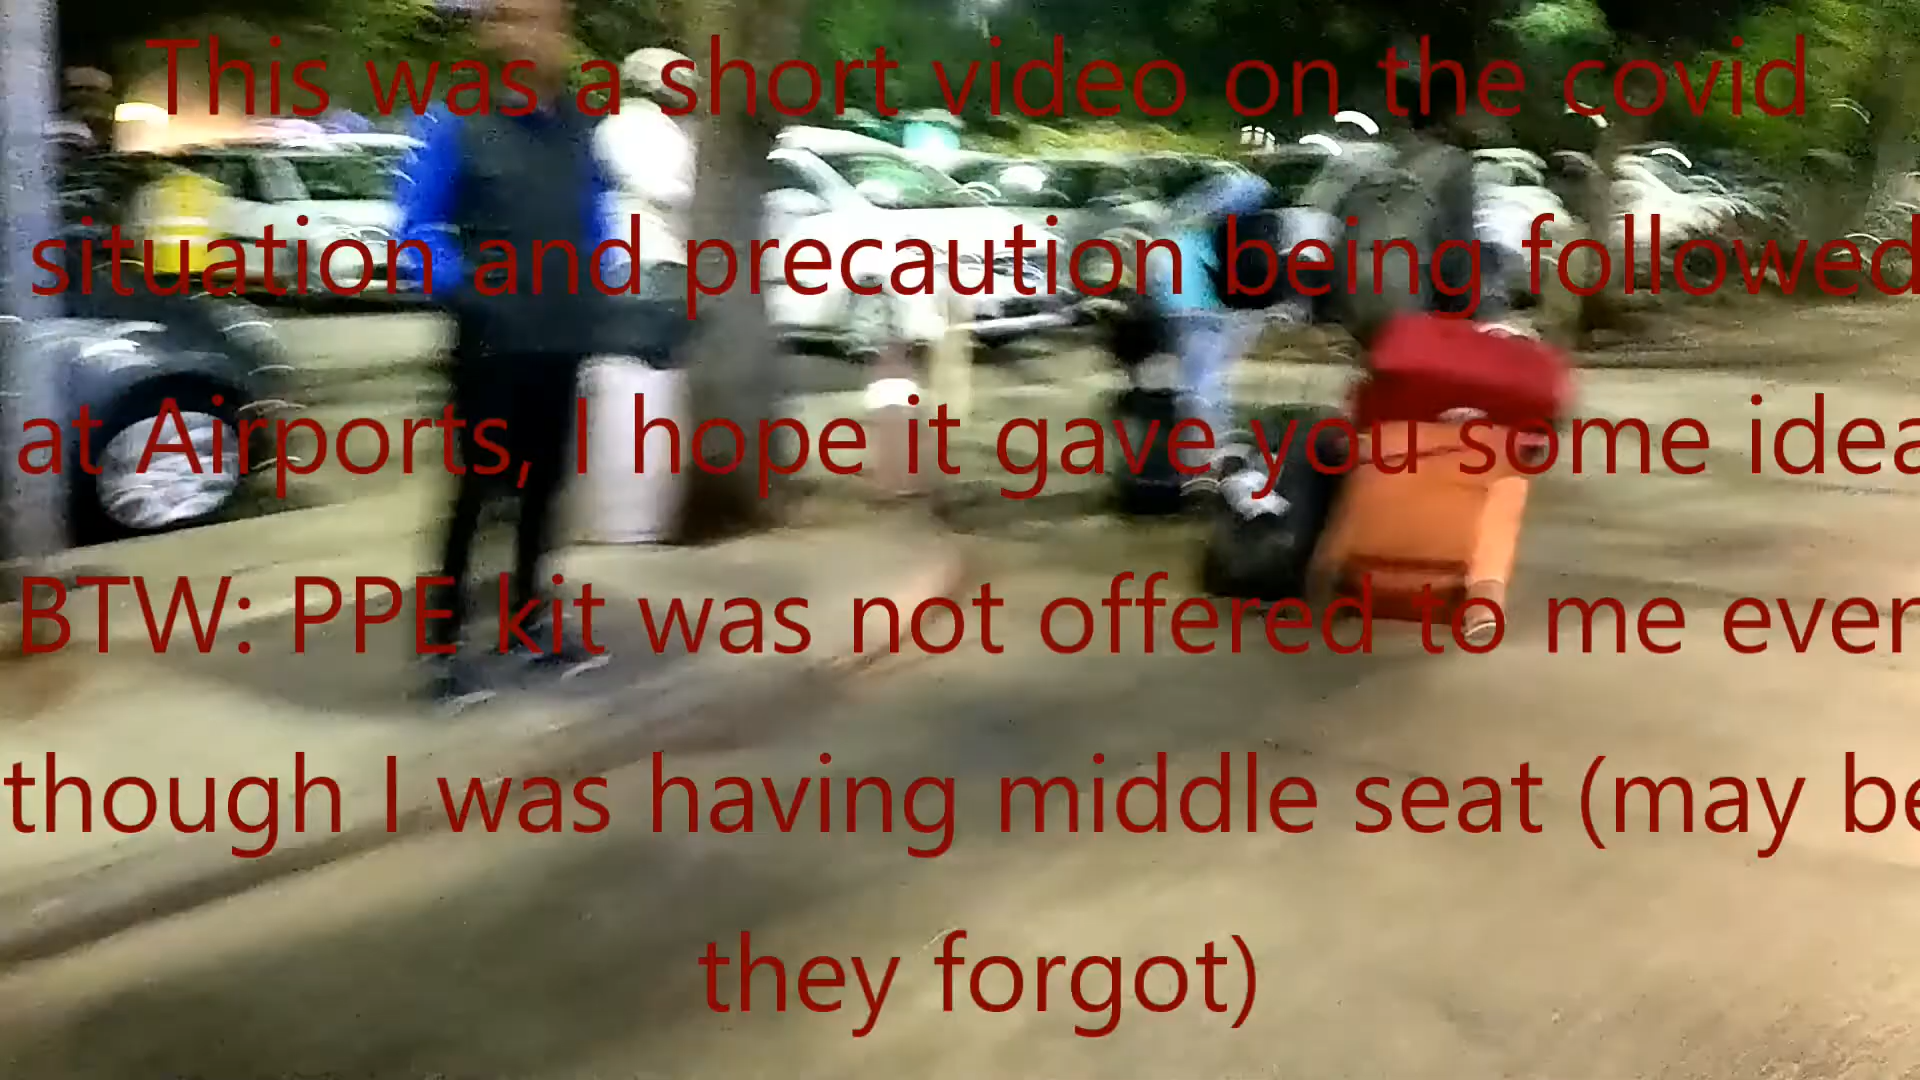 This was a short video on the covid
situation and precaution being followed
at Airports, I hope it gave you some idea
BTW: PPE kit was not offered to me even
though I was having middle seat (may be
they forgot)